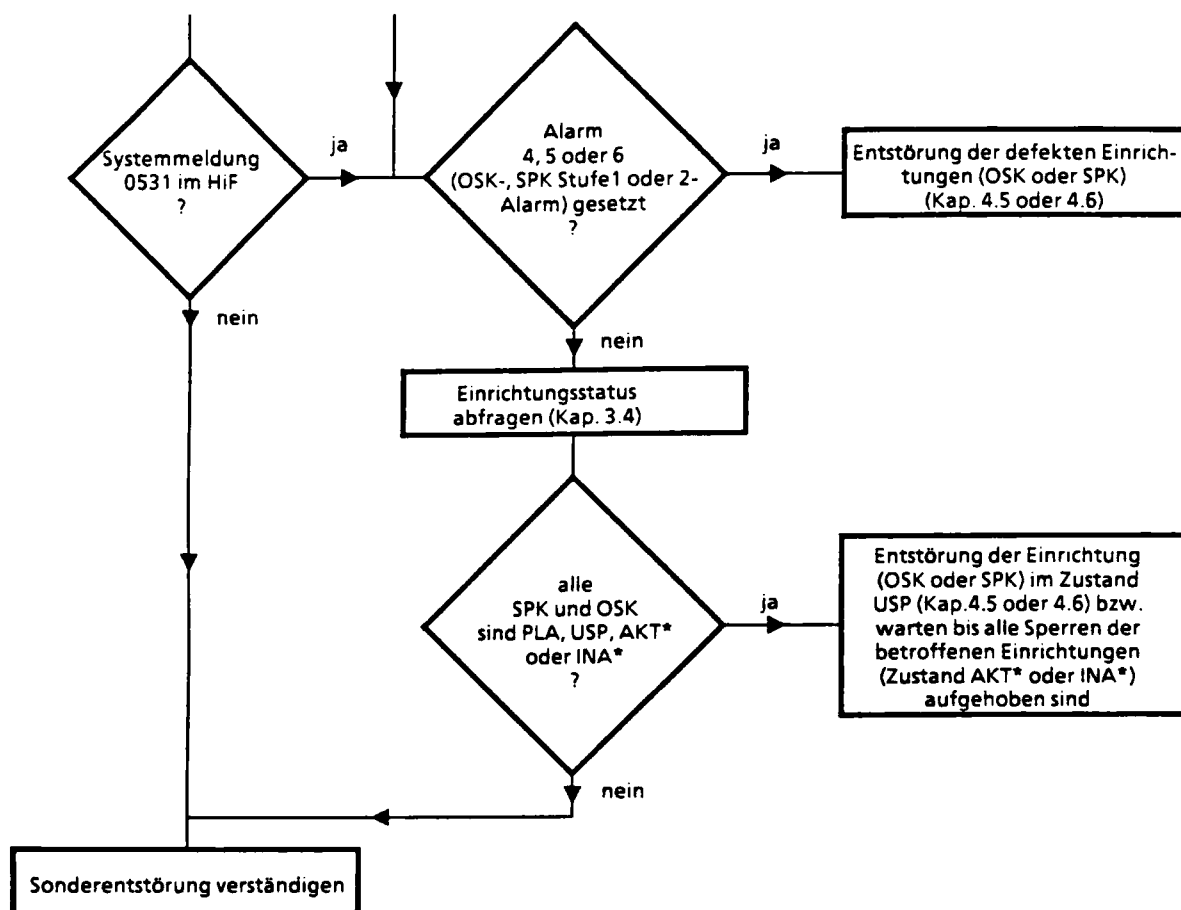 Systemmeldung
0531 im HiF
?
ja
nein
Alarm
4, 5 oder 6
(OSK-, SPK Stufe1 oder 2-
Alarm) gesetzt
?
ja
Entstörung der defekten Einrich-
tungen (OSK oder SPK)
(Kap. 4.5 oder 4.6)
nein
Einrichtungsstatus
abfragen (Kap. 3.4)
alle
SPK und OSK
sind PLA, USP, AKT*
oder INA*
?
ja
Entstörung der Einrichtung
(OSK oder SPK) im Zustand
USP (Kap.4.5 oder 4.6) bzw.
warten bis alle Sperren der
betroffenen Einrichtungen
(Zustand AKT* oder INA*)
aufgehoben sind
nein
Sonderentstörung verständigen